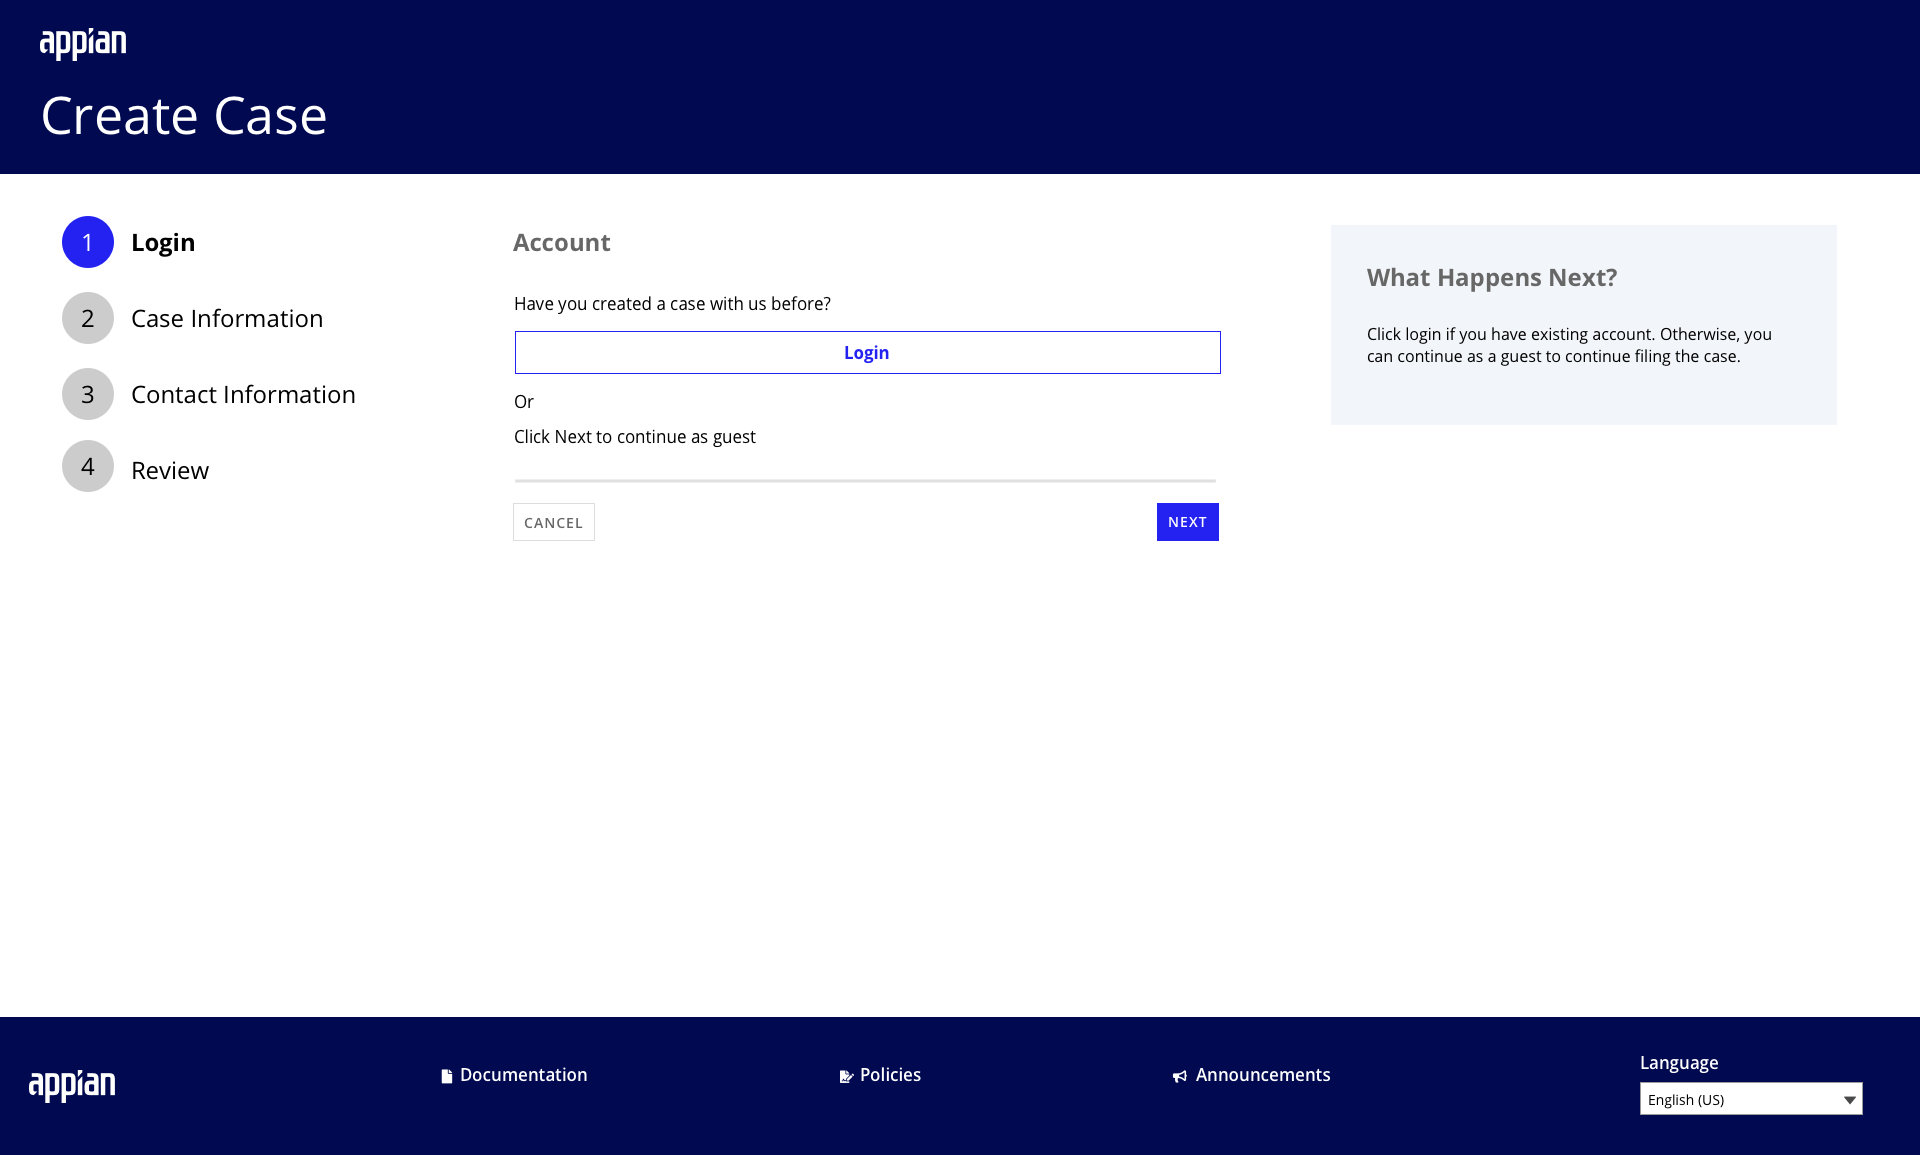 appian
Create Case
1 Login
2 Case Information
3 Contact Information
4 Review
Account
Have you created a case with us before?
Login
Or
Click Next to continue as guest
CANCEL
NEXT
What Happens Next?
Click login if you have existing account. Otherwise, you
can continue as a guest to continue filing the case.
appian
Documentation
Policies
Announcements
Language
English (US)